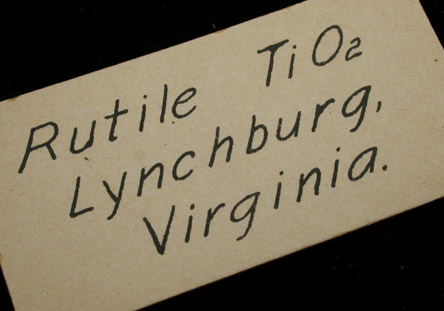 Rutile TiO₂
Lynchburg,
Virginia.